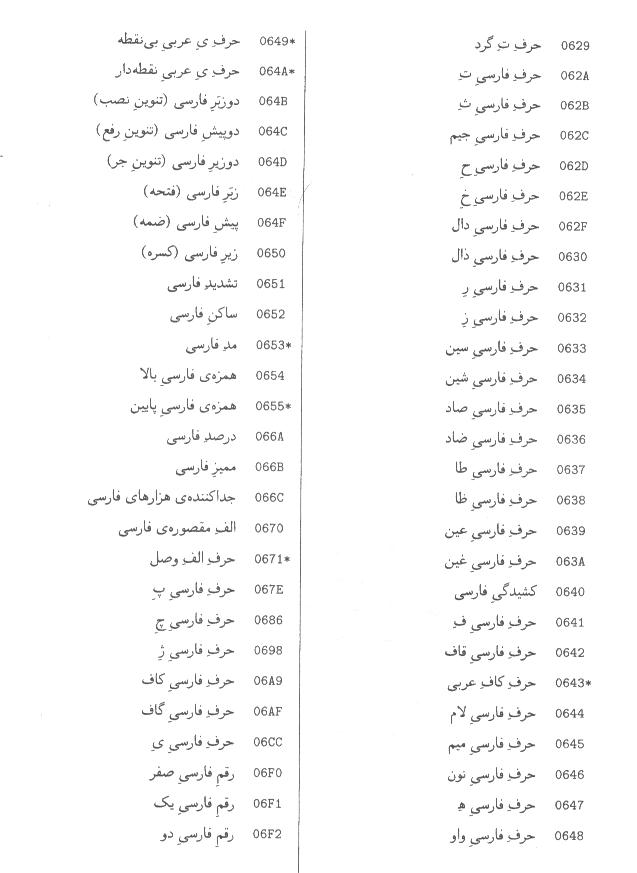 0629 حرفِ تِ گرد
062A حرفِ فارسیِ تِ
062B حرفِ فارسیِ ثِ
062C حرفِ فارسیِ جیم
062D حرفِ فارسیِ حِ
062E حرفِ فارسیِ خِ
062F حرفِ فارسیِ دال
0630 حرفِ فارسیِ ذال
0631 حرفِ فارسیِ رِ
0632 حرفِ فارسیِ زِ
0633 حرفِ فارسیِ سین
0634 حرفِ فارسیِ شین
0635 حرفِ فارسیِ صاد
0636 حرفِ فارسیِ ضاد
0637 حرفِ فارسیِ طا
0638 حرفِ فارسیِ ظا
0639 حرفِ فارسیِ عین
063A حرفِ فارسیِ غین
0640 کشیدگیِ فارسی
0641 حرفِ فارسیِ فِ
0642 حرفِ فارسیِ قاف
0643* حرفِ کافِ عربی
0644 حرفِ فارسیِ لام
0645 حرفِ فارسیِ میم
0646 حرفِ فارسیِ نون
0647 حرفِ فارسیِ هِ
0648 حرفِ فارسیِ واو
0649* حرفِ یِ عربیِ بی‌نقطه
064A* حرفِ یِ عربیِ نقطه‌دار
064B دوزبَرِ فارسی (تنوینِ نصب)
064C دوپیشِ فارسی (تنوینِ رفع)
064D دوزیرِ فارسی (تنوینِ جر)
064E زبَرِ فارسی (فتحه)
064F پیشِ فارسی (ضمه)
0650 زیرِ فارسی (کسره)
0651 تشدیدِ فارسی
0652 ساکنِ فارسی
0653* مدِ فارسی
0654 همزه‌ی فارسیِ بالا
0655* همزه‌ی فارسیِ پایین
066A درصدِ فارسی
066B ممیزِ فارسی
066C جداکننده‌ی هزارهای فارسی
0670 الف مقصوره‌ی فارسی
0671* حرفِ الفِ وصل
067E حرفِ فارسیِ پِ
0686 حرفِ فارسیِ چِ
0698 حرفِ فارسیِ ژِ
06A9 حرفِ فارسیِ کاف
06AF حرفِ فارسیِ گاف
06CC حرفِ فارسیِ یِ
06F0 رقمِ فارسیِ صفر
06F1 رقمِ فارسیِ یک
06F2 رقمِ فارسیِ دو